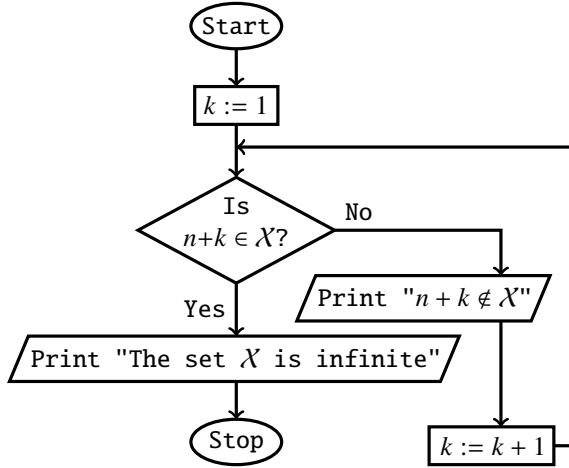 Start
k := 1
Is
n+k ∈ 𝒳?
No
Print "n + k ∉ 𝒳"
Yes
Print "The set 𝒳 is infinite"
Stop
k := k + 1